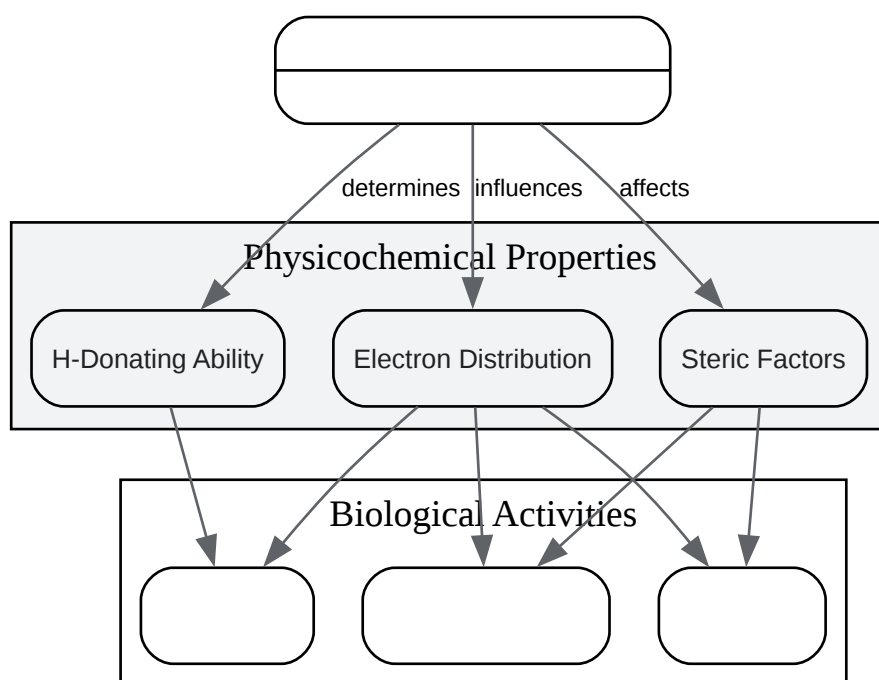 determines influences affects
Physicochemical Properties
H-Donating Ability Electron Distribution Steric Factors
Biological Activities